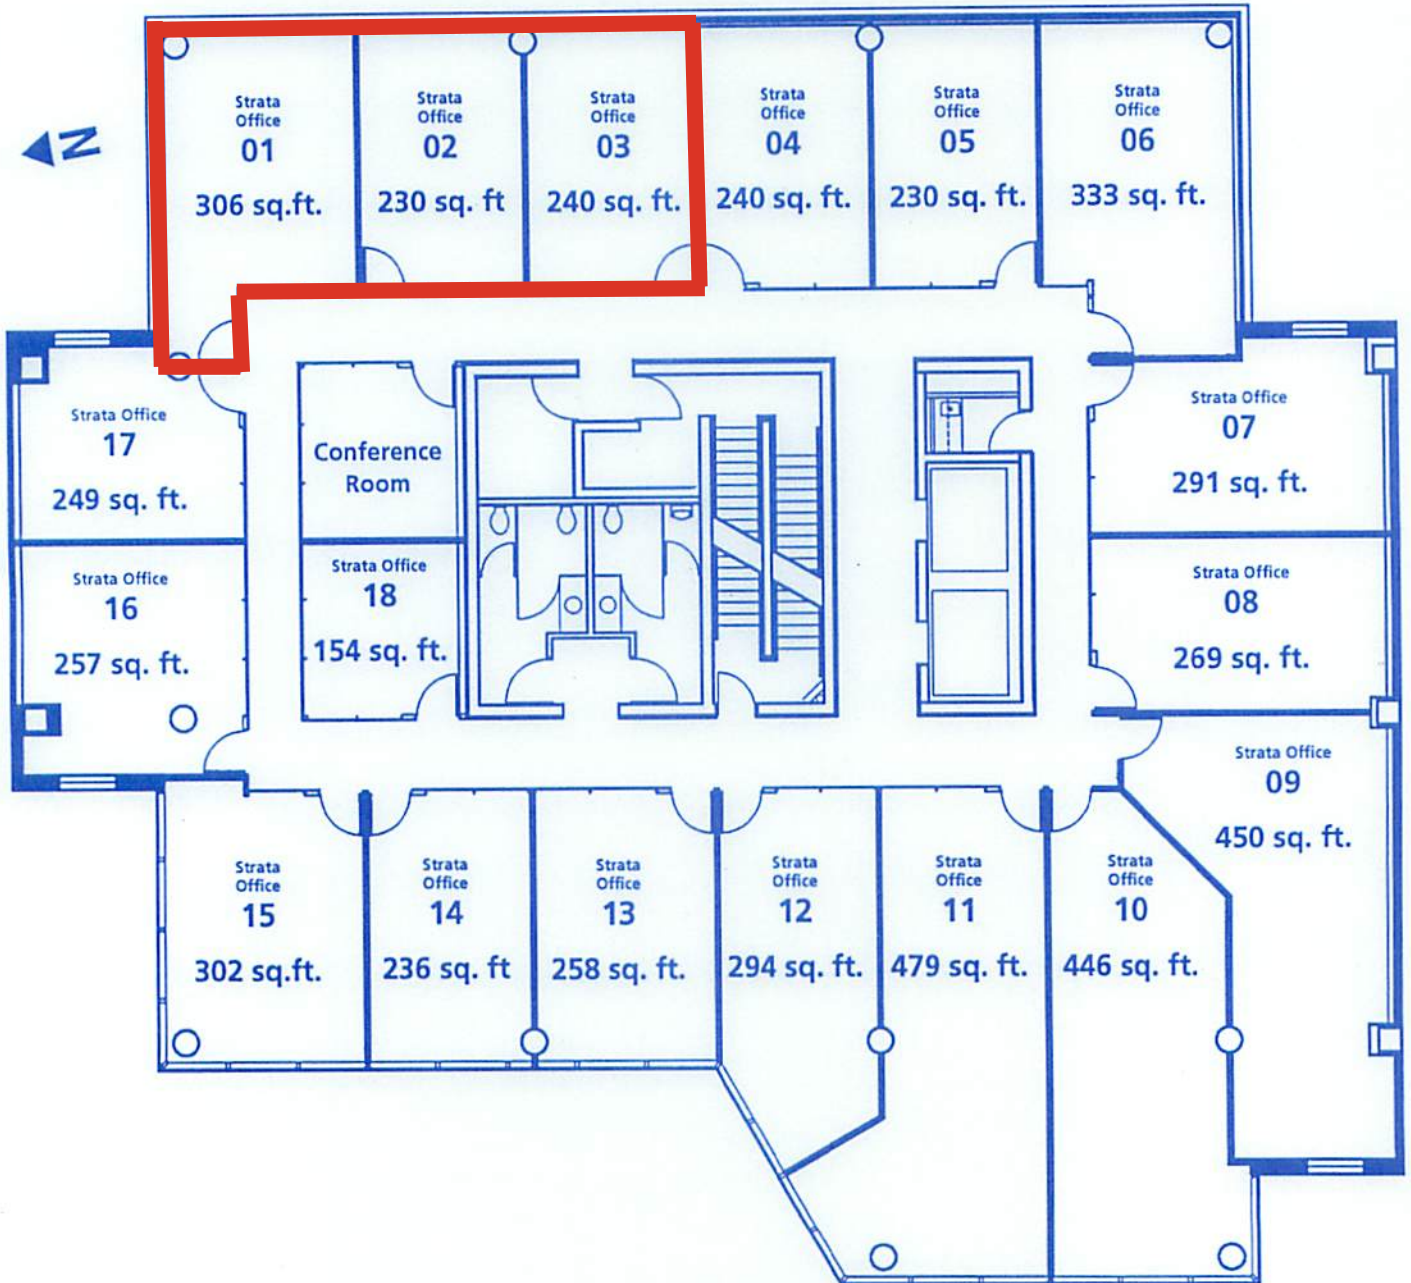 Strata
Office
01
306 sq.ft.
Strata
Office
02
230 sq. ft
Strata
Office
03
240 sq. ft.
Strata
Office
04
240 sq. ft.
Strata
Office
05
230 sq. ft.
Strata
Office
06
333 sq. ft.
N
Strata Office
17
249 sq. ft.
Conference
Room
Strata Office
07
291 sq. ft.
Strata Office
16
257 sq. ft.
Strata Office
18
154 sq. ft.
Strata Office
08
269 sq. ft.
Strata Office
09
450 sq. ft.
Strata
Office
15
302 sq.ft.
Strata
Office
14
236 sq. ft
Strata
Office
13
258 sq. ft.
Strata
Office
12
294 sq. ft.
Strata
Office
11
479 sq. ft.
Strata
Office
10
446 sq. ft.